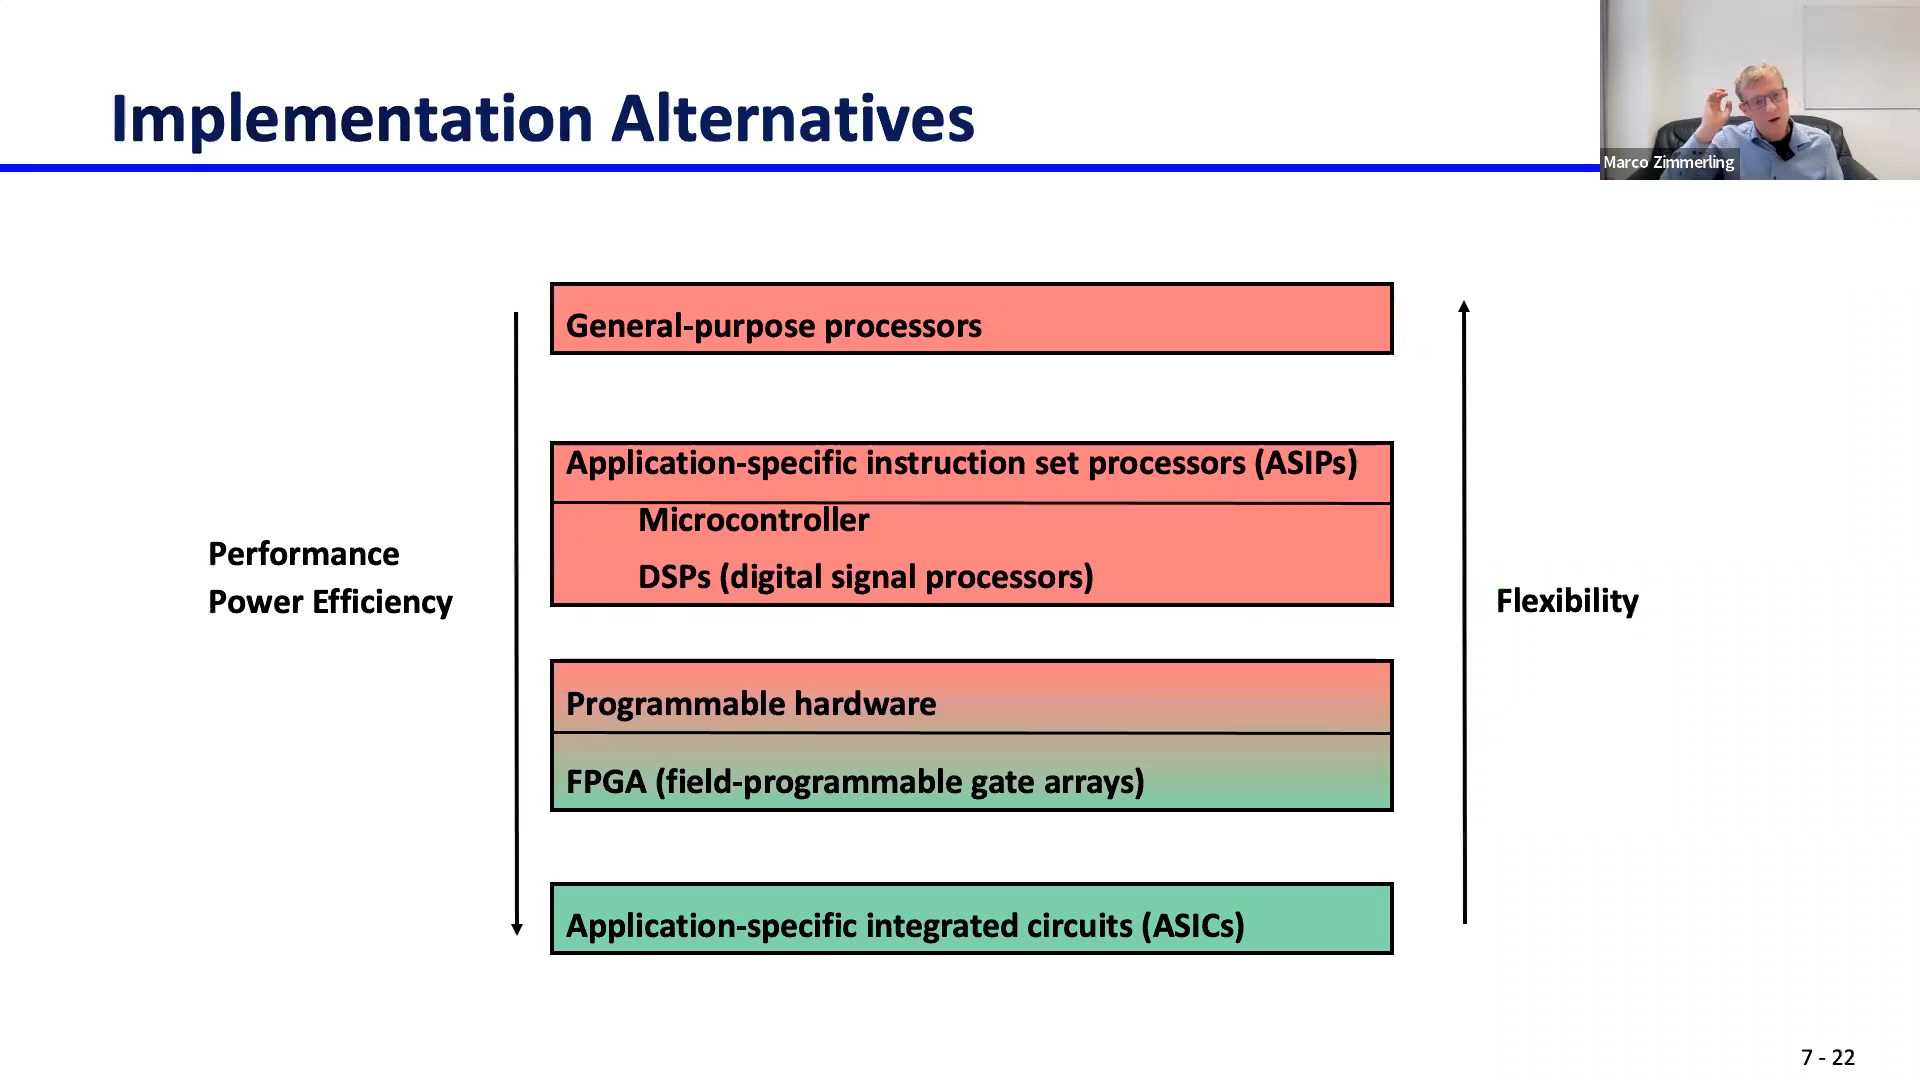 Implementation Alternatives
Marco Zimmerling
General-purpose processors
Application-specific instruction set processors (ASIPs)
Microcontroller
DSPs (digital signal processors)
Performance
Power Efficiency
Flexibility
Programmable hardware
FPGA (field-programmable gate arrays)
Application-specific integrated circuits (ASICs)
7 - 22